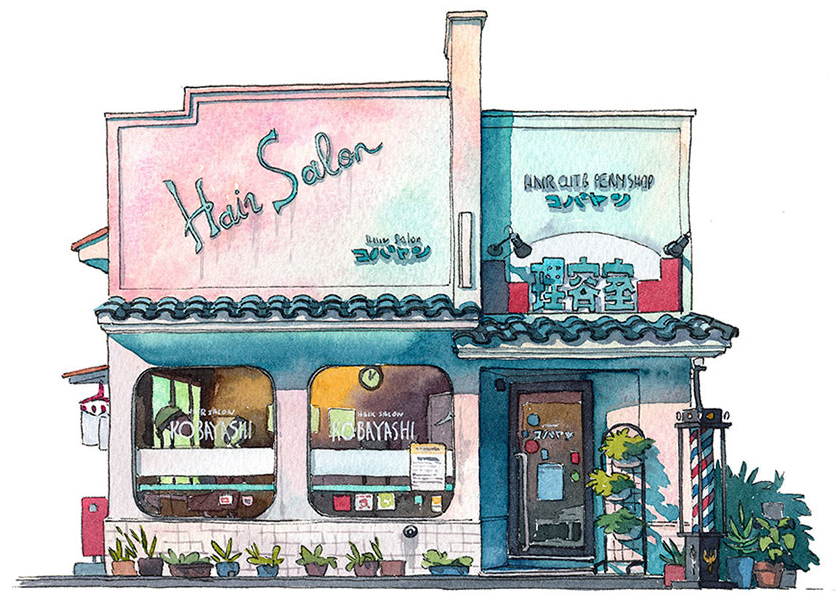 Hair Salon
Hair Salon
コバヤシ
HAIR CUT & PERM SHOP
コバヤシ
理容室
HAIR SALON
KOBAYASHI
HAIR SALON
KOBAYASHI
コバヤシ